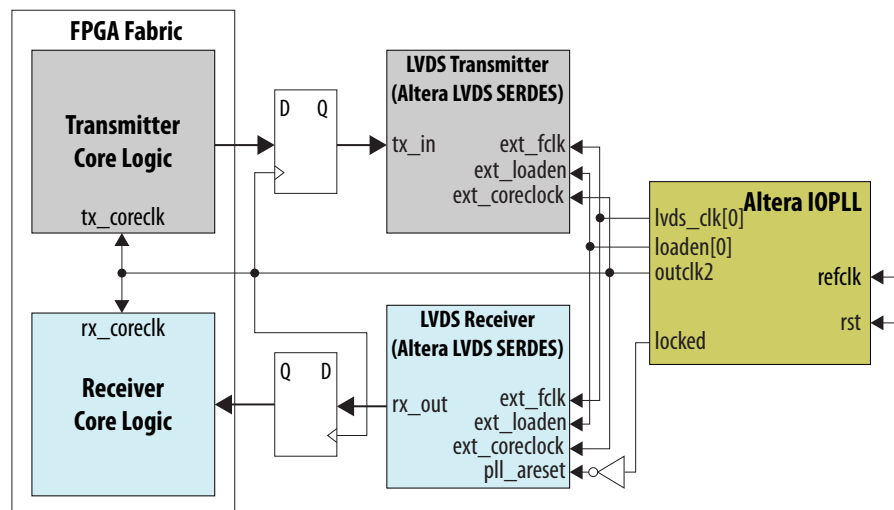 FPGA Fabric
Transmitter
Core Logic
tx_coreclk
rx_coreclk
Receiver
Core Logic
D Q
Q D
LVDS Transmitter
(Altera LVDS SERDES)
tx_in
ext_fclk
ext_loaden
ext_coreclock
LVDS Receiver
(Altera LVDS SERDES)
rx_out
ext_fclk
ext_loaden
ext_coreclock
pll_areset
Altera IOPLL
lvds_clk[0]
loaden[0]
outclk2
refclk
rst
locked